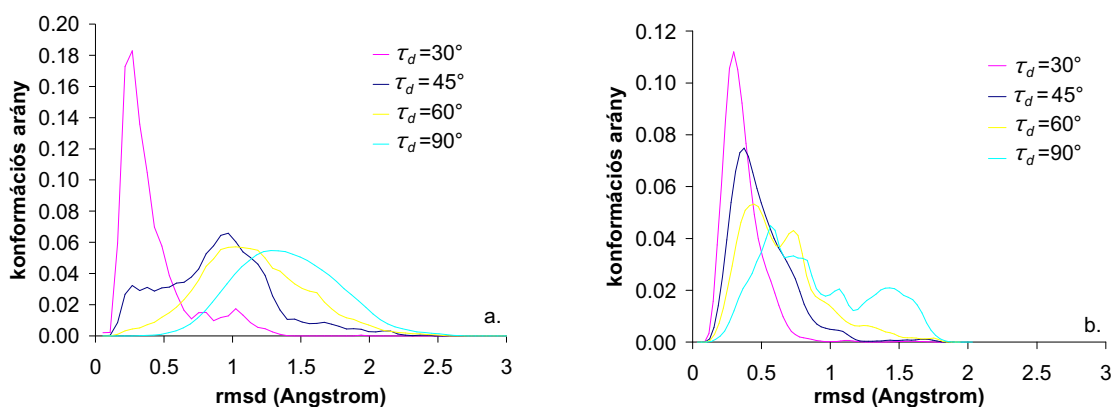 0.20
0.18
0.16
0.14
0.12
0.10
0.08
0.06
0.04
0.02
0.00
konformációs arány
0
0.5
1
1.5
2
2.5
3
rmsd (Angstrom)
τd=30°
τd=45°
τd=60°
τd=90°
a.
0.12
0.10
0.08
0.06
0.04
0.02
0.00
konformációs arány
0
0.5
1
1.5
2
2.5
3
rmsd (Angstrom)
τd=30°
τd=45°
τd=60°
τd=90°
b.